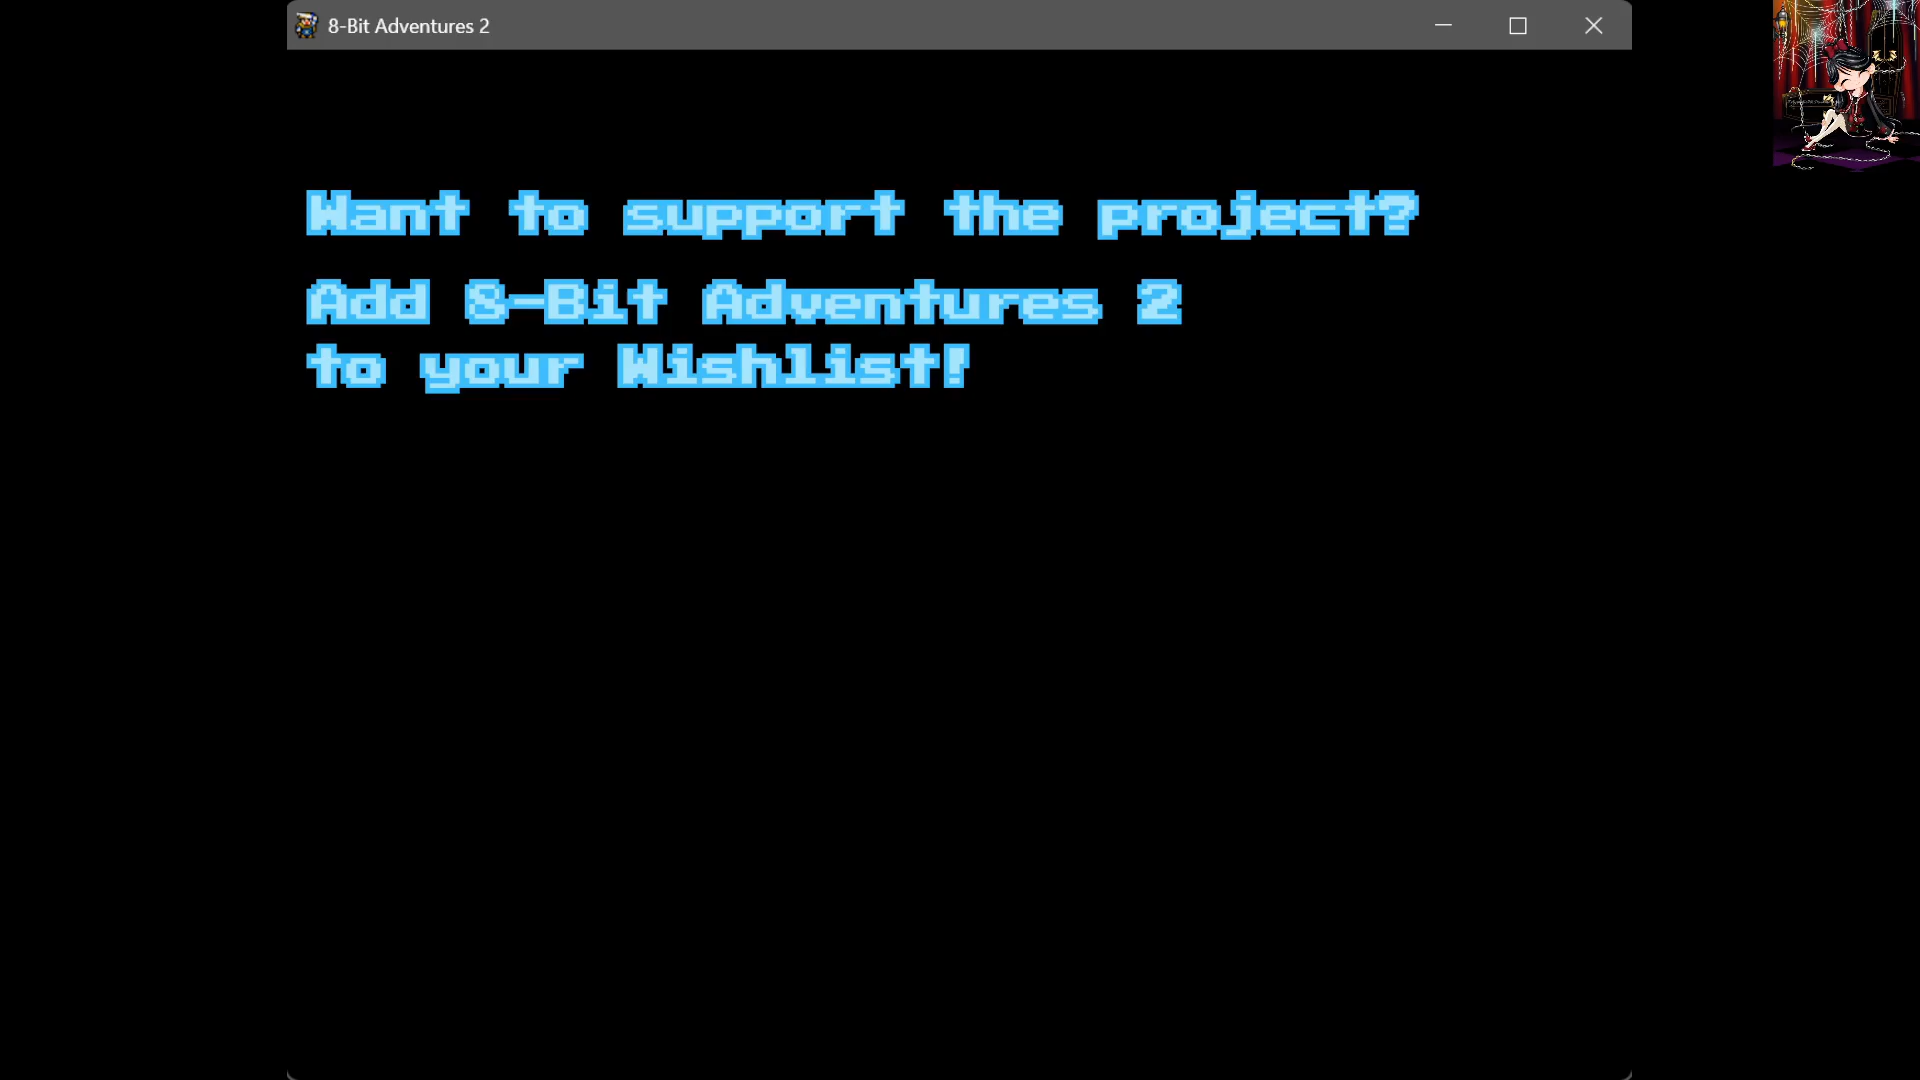 8-Bit Adventures 2
Want to support the project?
Add 8-Bit Adventures 2
to your Wishlist!